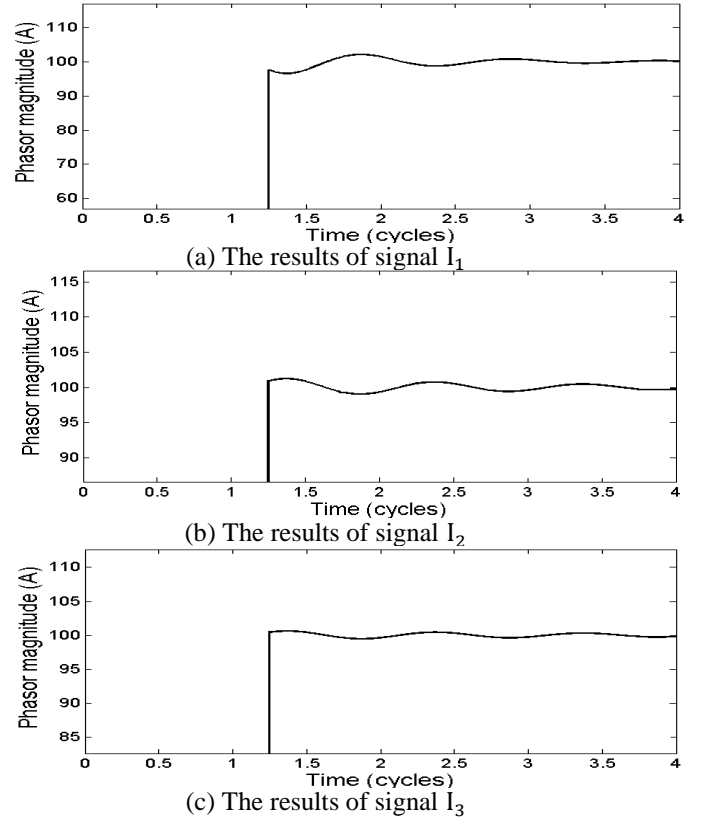 Phasor magnitude (A)
110
100
90
80
70
60
0 0.5 1 1.5 2 2.5 3 3.5 4
Time (cycles)
(a) The results of signal I₁
Phasor magnitude (A)
115
110
105
100
95
90
0 0.5 1 1.5 2 2.5 3 3.5 4
Time (cycles)
(b) The results of signal I₂
Phasor magnitude (A)
110
105
100
95
90
85
0 0.5 1 1.5 2 2.5 3 3.5 4
Time (cycles)
(c) The results of signal I₃